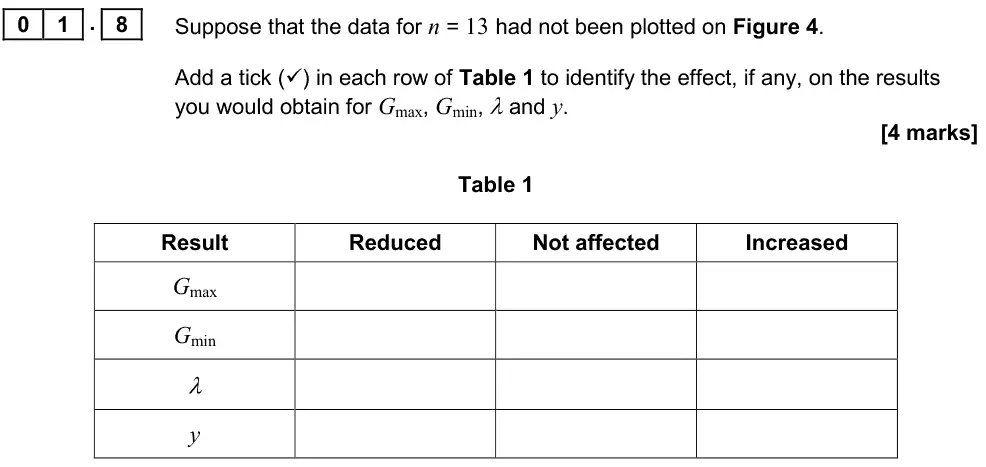 0 1 . 8 Suppose that the data for n = 13 had not been plotted on Figure 4.
Add a tick (✓) in each row of Table 1 to identify the effect, if any, on the results
you would obtain for Gmax, Gmin, λ and y.
[4 marks]
Table 1
Result Reduced Not affected Increased
Gmax
Gmin
λ
y